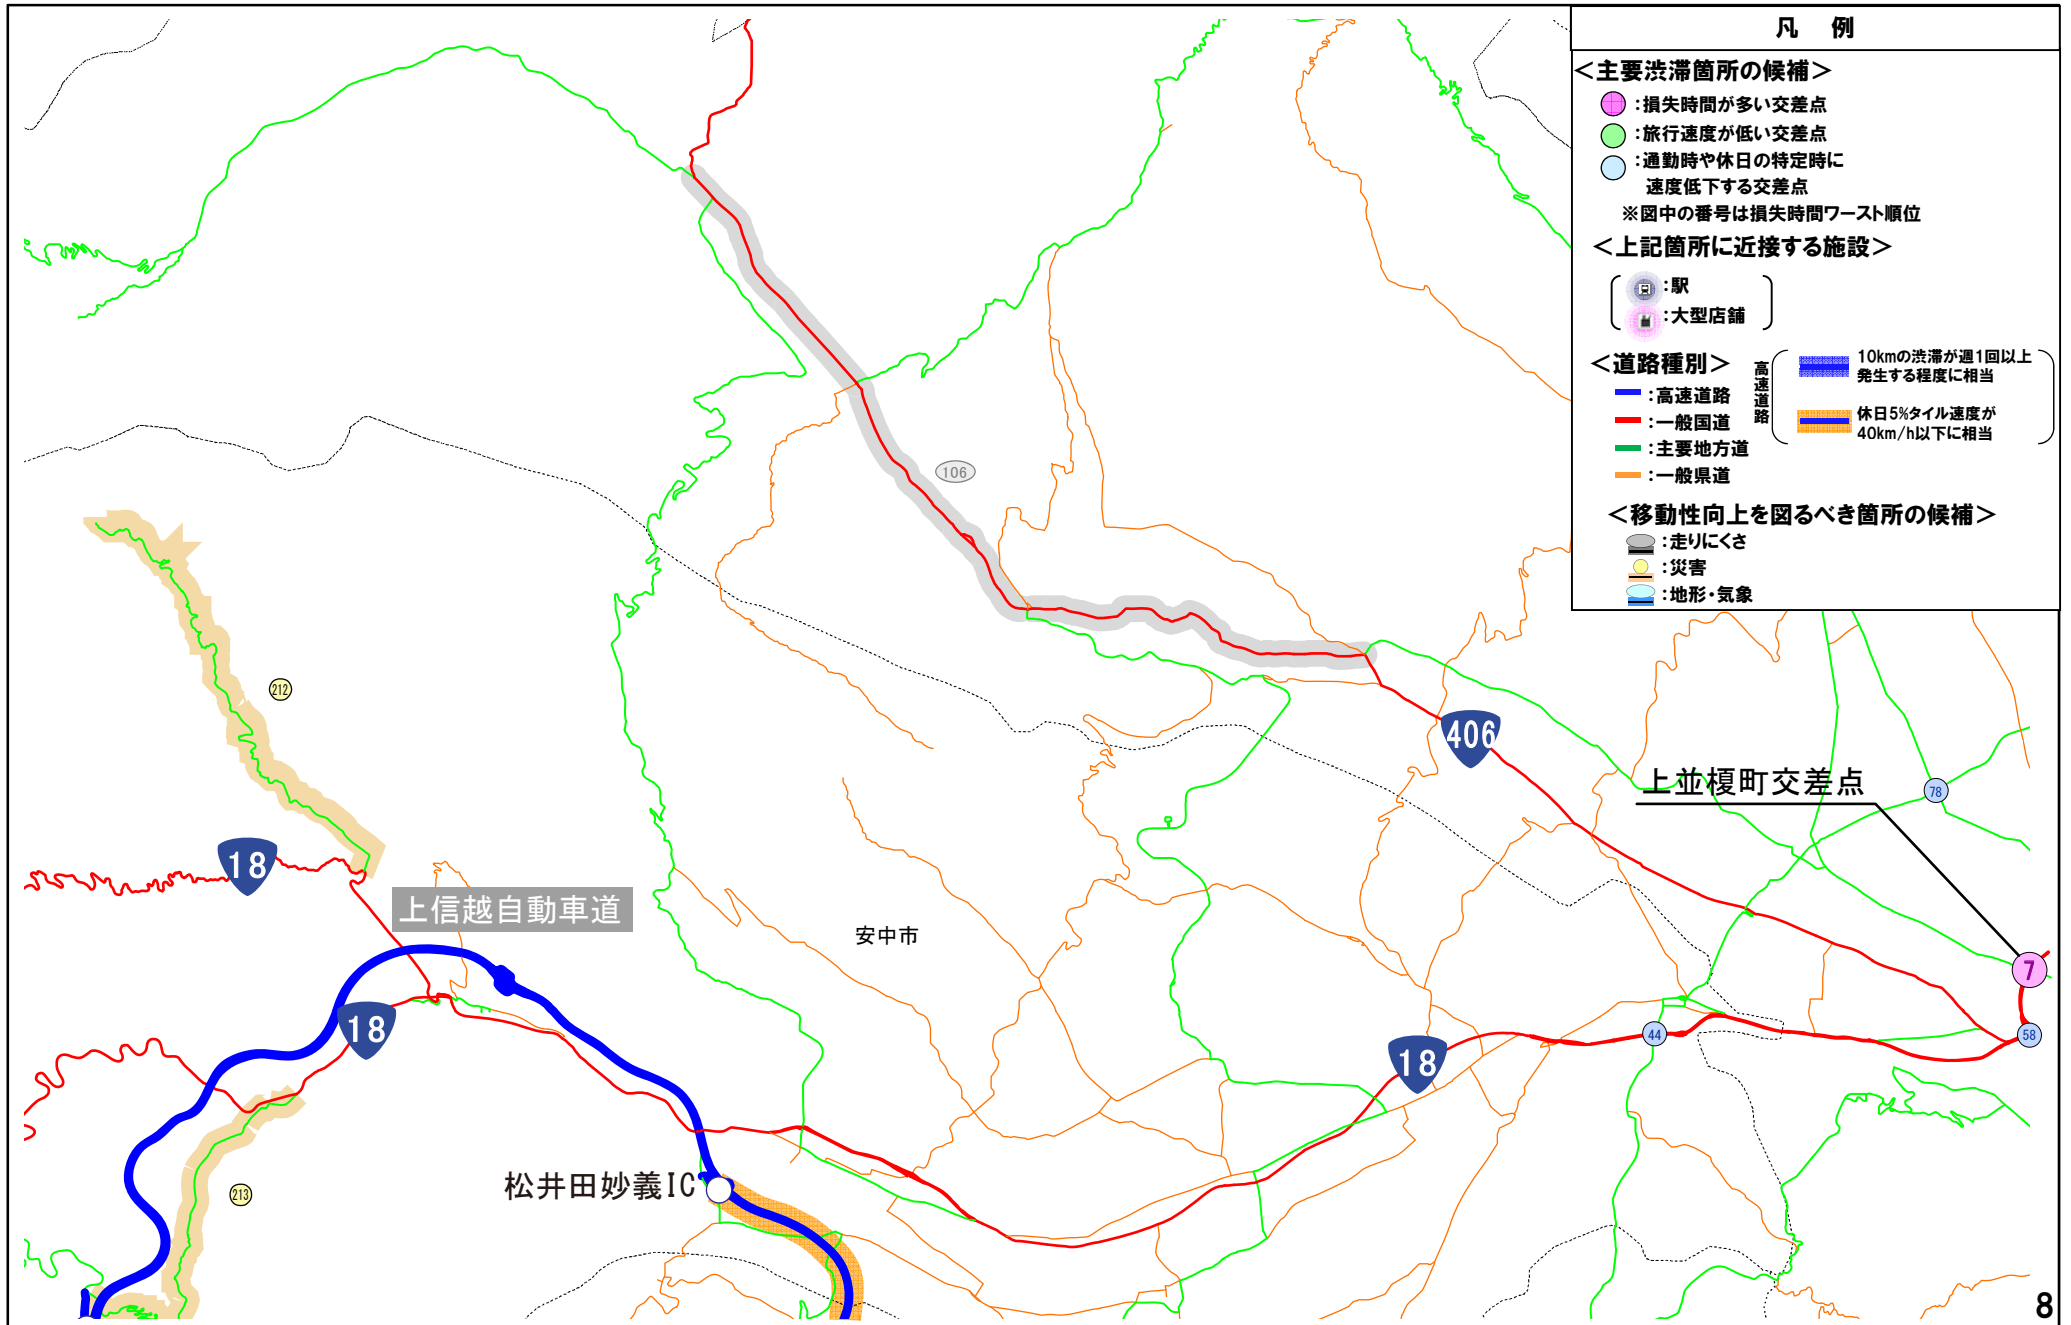 凡 例
<主要渋滞箇所の候補>
:損失時間が多い交差点
:旅行速度が低い交差点
:通勤時や休日の特定時に
速度低下する交差点
※図中の番号は損失時間ワースト順位
<上記箇所に近接する施設>
:駅
:大型店舗
<道路種別>
:高速道路
:一般国道
:主要地方道
:一般県道
高速道路
10kmの渋滞が週1回以上
発生する程度に相当
休日5%タイル速度が
40km/h以下に相当
<移動性向上を図るべき箇所の候補>
:走りにくさ
:災害
:地形・気象
106
212
406
上並榎町交差点
78
18
上信越自動車道
安中市
7
18
44
58
18
松井田妙義IC
213
8